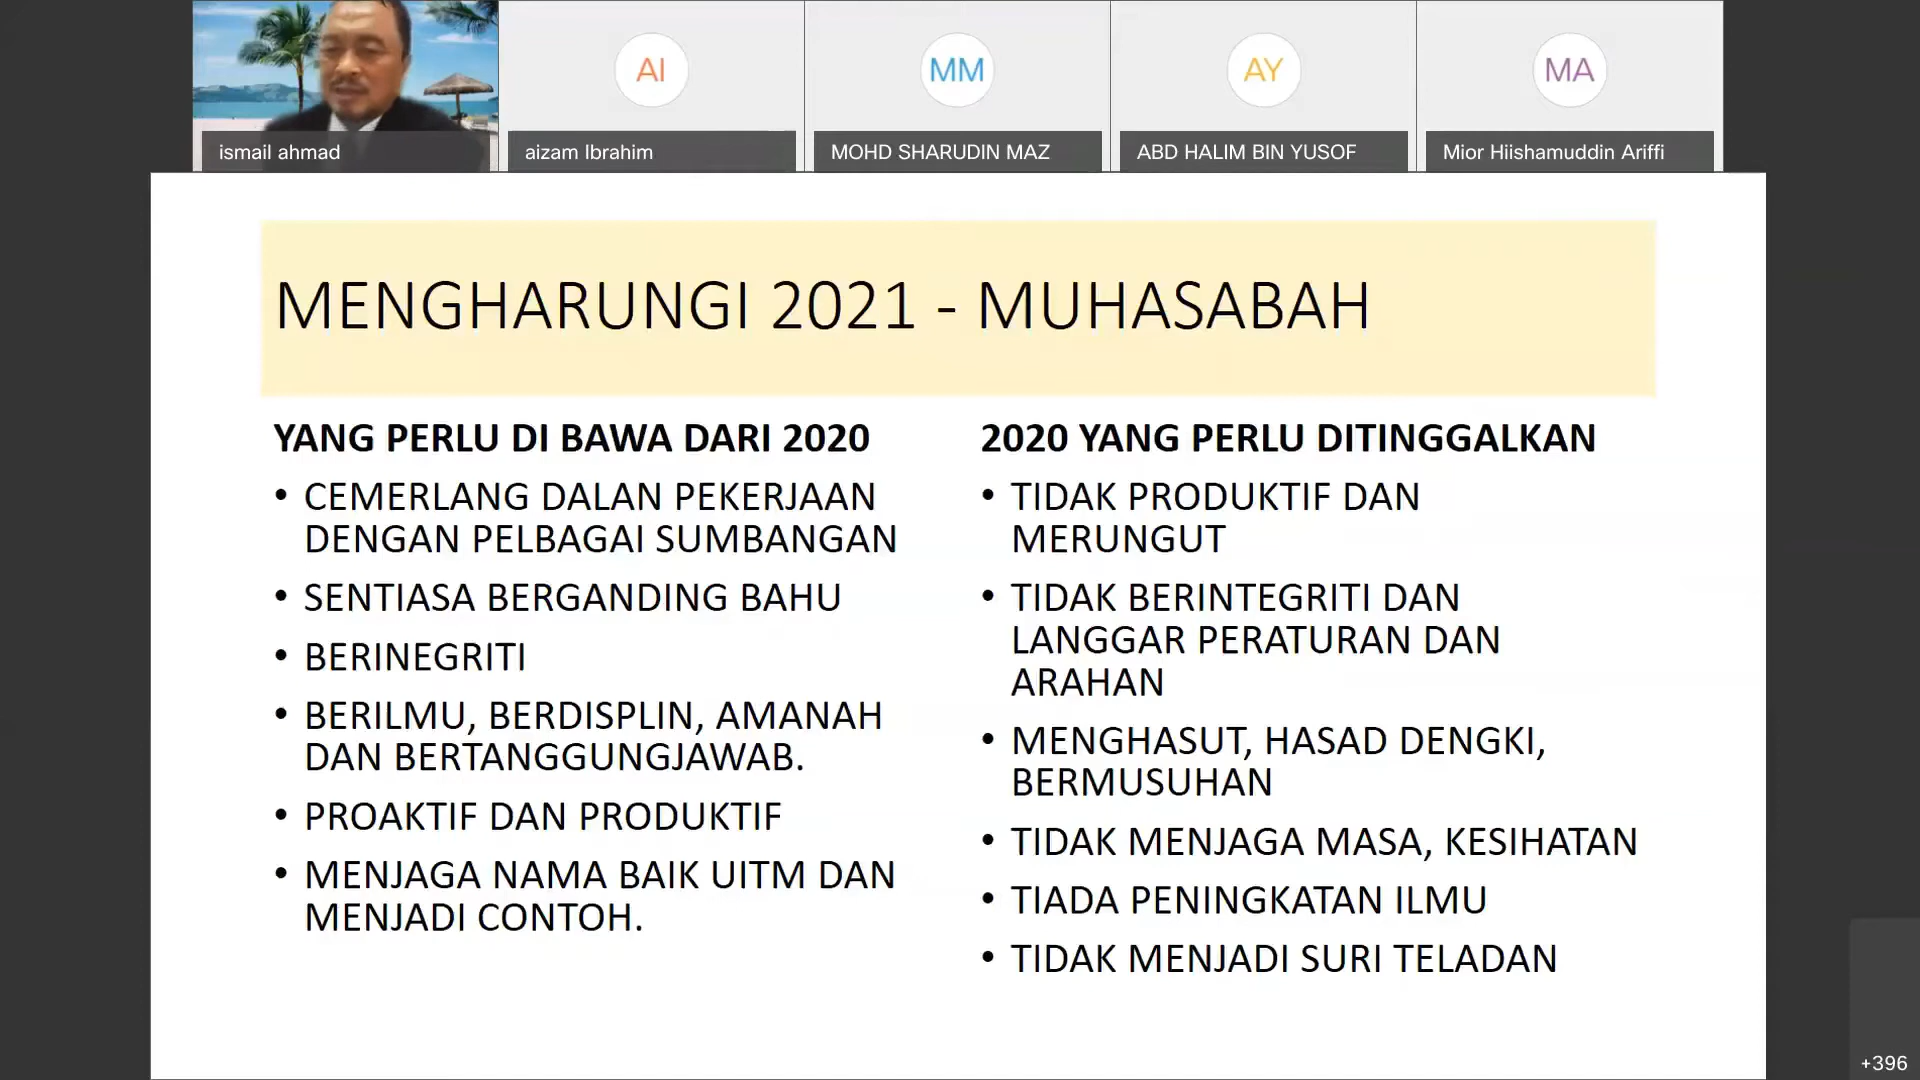 ismail ahmad
AI
aizam Ibrahim
MM
MOHD SHARUDIN MAZ
AY
ABD HALIM BIN YUSOF
MA
Mior Hiishamuddin Ariffi
MENGHARUNGI 2021 - MUHASABAH
YANG PERLU DI BAWA DARI 2020
• CEMERLANG DALAN PEKERJAAN
DENGAN PELBAGAI SUMBANGAN
• SENTIASA BERGANDING BAHU
• BERINEGRITI
• BERILMU, BERDISPLIN, AMANAH
DAN BERTANGGUNGJAWAB.
• PROAKTIF DAN PRODUKTIF
• MENJAGA NAMA BAIK UITM DAN
MENJADI CONTOH.
2020 YANG PERLU DITINGGALKAN
• TIDAK PRODUKTIF DAN
MERUNGUT
• TIDAK BERINTEGRITI DAN
LANGGAR PERATURAN DAN
ARAHAN
• MENGHASUT, HASAD DENGKI,
BERMUSUHAN
• TIDAK MENJAGA MASA, KESIHATAN
• TIADA PENINGKATAN ILMU
• TIDAK MENJADI SURI TELADAN
+396